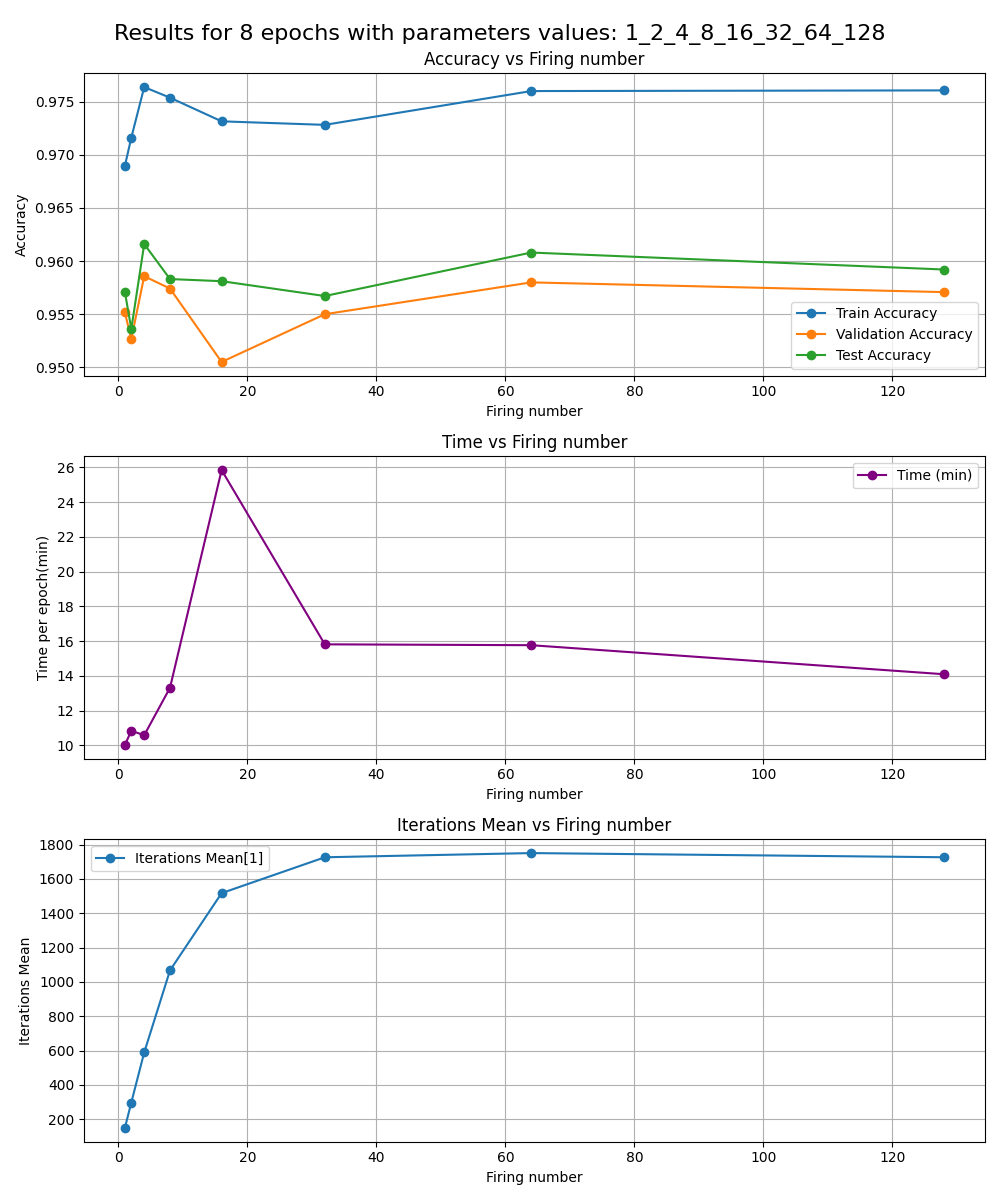 Results for 8 epochs with parameters values: 1_2_4_8_16_32_64_128
Accuracy vs Firing number
0.975
0.970
0.965
0.960
0.955
0.950
Accuracy
Train Accuracy
Validation Accuracy
Test Accuracy
0 20 40 60 80 100 120
Firing number
Time vs Firing number
26
24
22
20
18
16
14
12
10
Time per epoch(min)
Time (min)
0 20 40 60 80 100 120
Firing number
Iterations Mean vs Firing number
1800
1600
1400
1200
1000
800
600
400
200
Iterations Mean
Iterations Mean[1]
0 20 40 60 80 100 120
Firing number